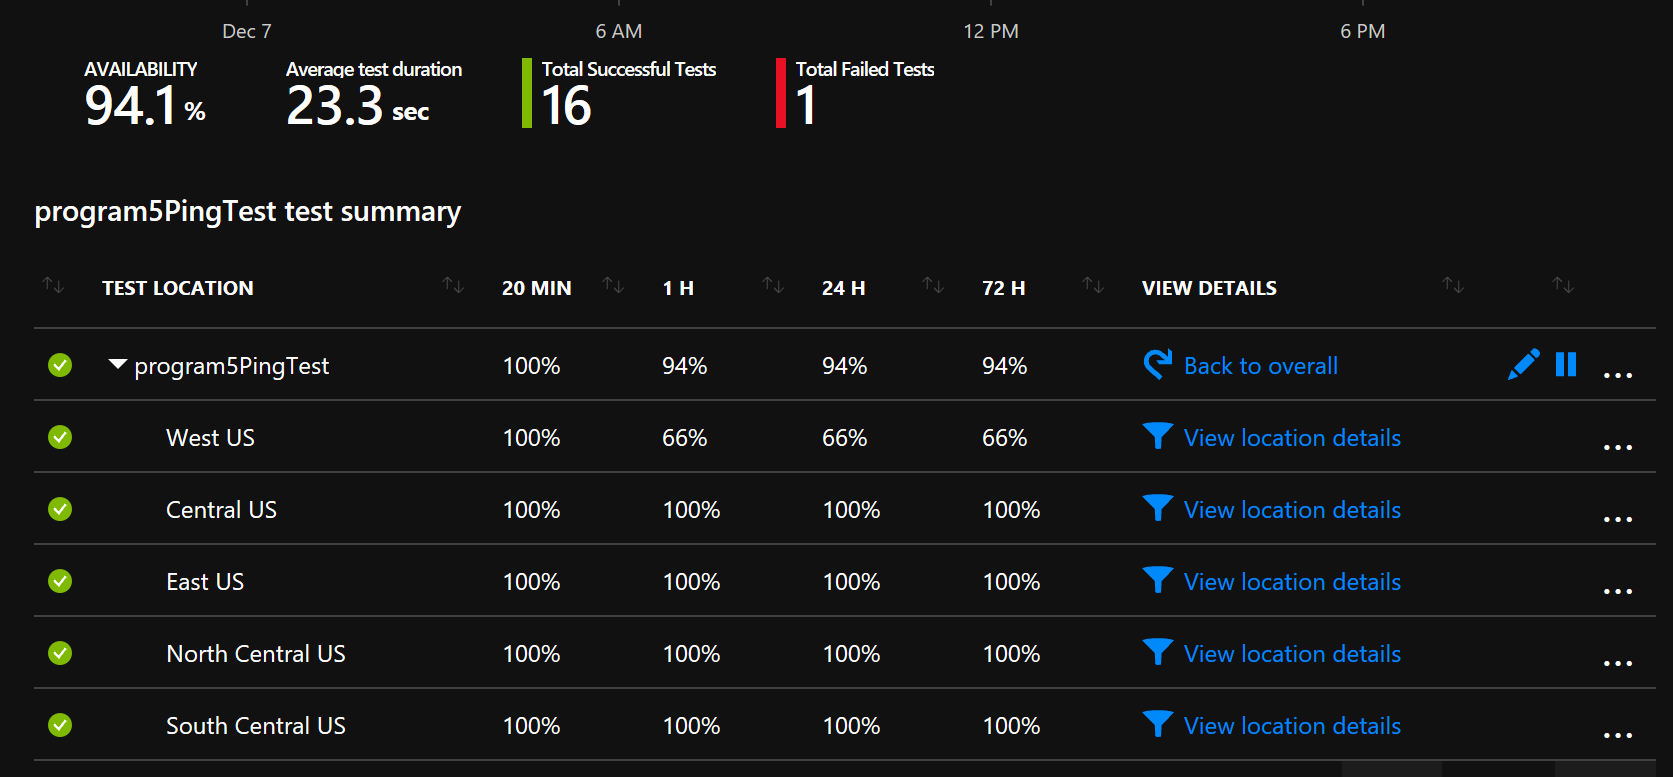 Dec 7 6 AM 12 PM 6 PM
AVAILABILITY Average test duration Total Successful Tests Total Failed Tests
94.1 % 23.3 sec 16 1
program5PingTest test summary
TEST LOCATION 20 MIN 1 H 24 H 72 H VIEW DETAILS
program5PingTest 100% 94% 94% 94% Back to overall ...
West US 100% 66% 66% 66% View location details ...
Central US 100% 100% 100% 100% View location details ...
East US 100% 100% 100% 100% View location details ...
North Central US 100% 100% 100% 100% View location details ...
South Central US 100% 100% 100% 100% View location details ...